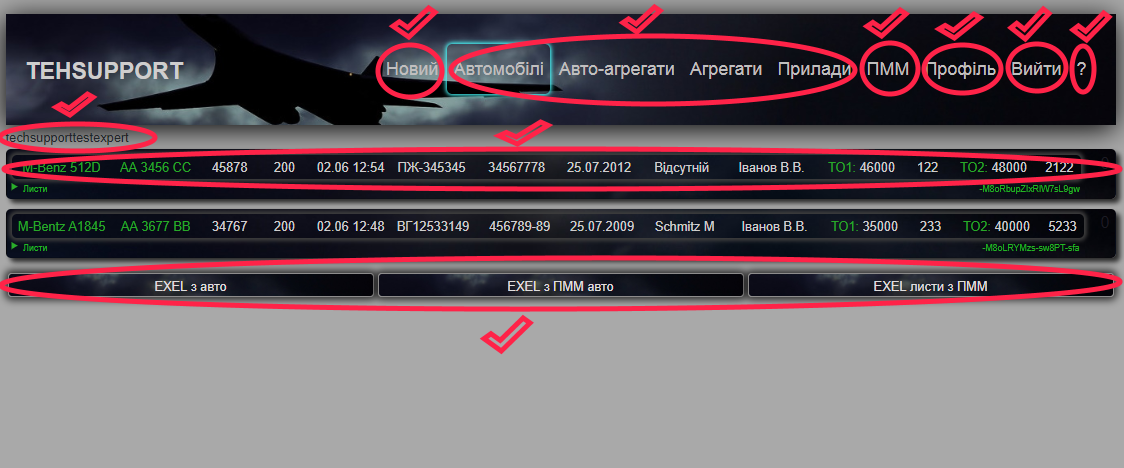 TEHSUPPORT
Новий Автомобілі Авто-агрегати Агрегати Прилади ПММ Профіль Вийти ?
techsupporttestexpert
M-Benz 512D AA 3456 CC 45878 200 02.06 12:54 ПЖ-345345 34567778 25.07.2012 Відсутній Іванов В.В. ТО1: 46000 122 ТО2: 48000 2122 0
Листи -M8oRbupZIxRlW7sL9gw
M-Bentz A1845 AA 3677 BB 34767 200 02.06 12:48 ВГ12533149 456789-89 25.07.2009 Schmitz M Іванов В.В. ТО1: 35000 233 ТО2: 40000 5233 0
Листи -M8oLRYMzs-sw8PT-sfa
EXEL з авто EXEL з ПММ авто EXEL листи з ПММ